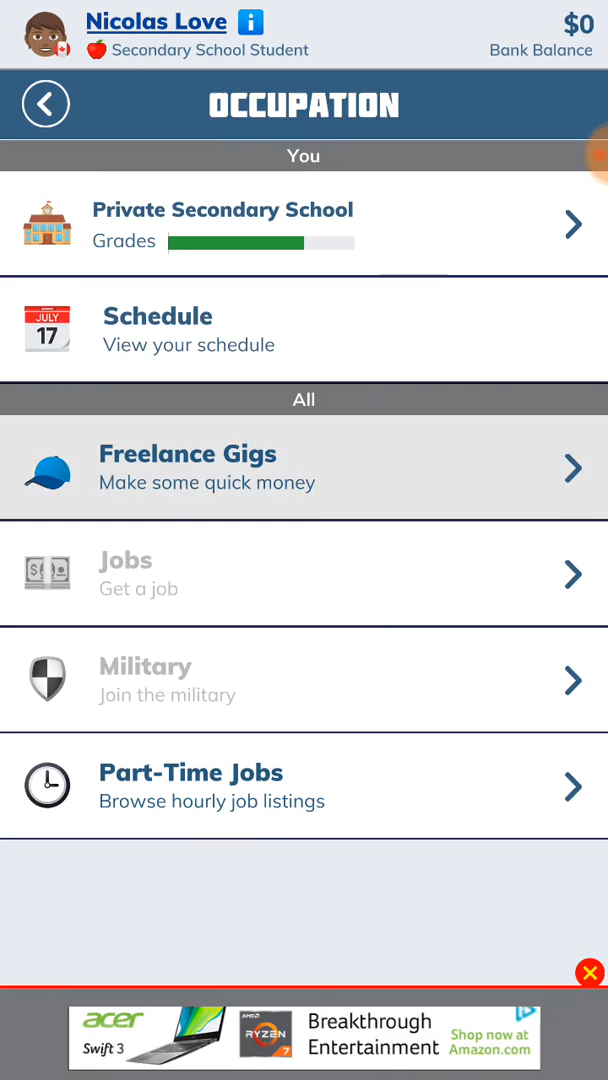 Nicolas Love
$0
Secondary School Student
Bank Balance
OCCUPATION
You
Private Secondary School
Grades
JULY
17
Schedule
View your schedule
All
Freelance Gigs
Make some quick money
Jobs
Get a job
Military
Join the military
Part-Time Jobs
Browse hourly job listings
acer
Swift 3
AMD
RYZEN
7
Breakthrough
Entertainment
Shop now at
Amazon.com